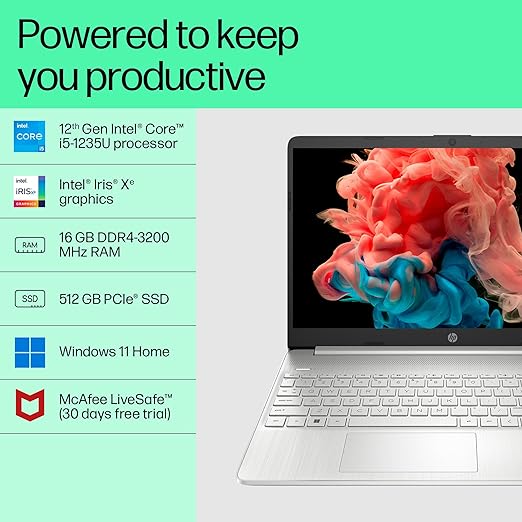 Powered to keep
you productive
intel
CORE
i5
12th Gen Intel® Core™
i5-1235U processor
intel
iRIS Xe
GRAPHICS
Intel® Iris® Xe
graphics
RAM
16 GB DDR4-3200
MHz RAM
SSD
512 GB PCIe® SSD
Windows 11 Home
McAfee LiveSafe™
(30 days free trial)
hp